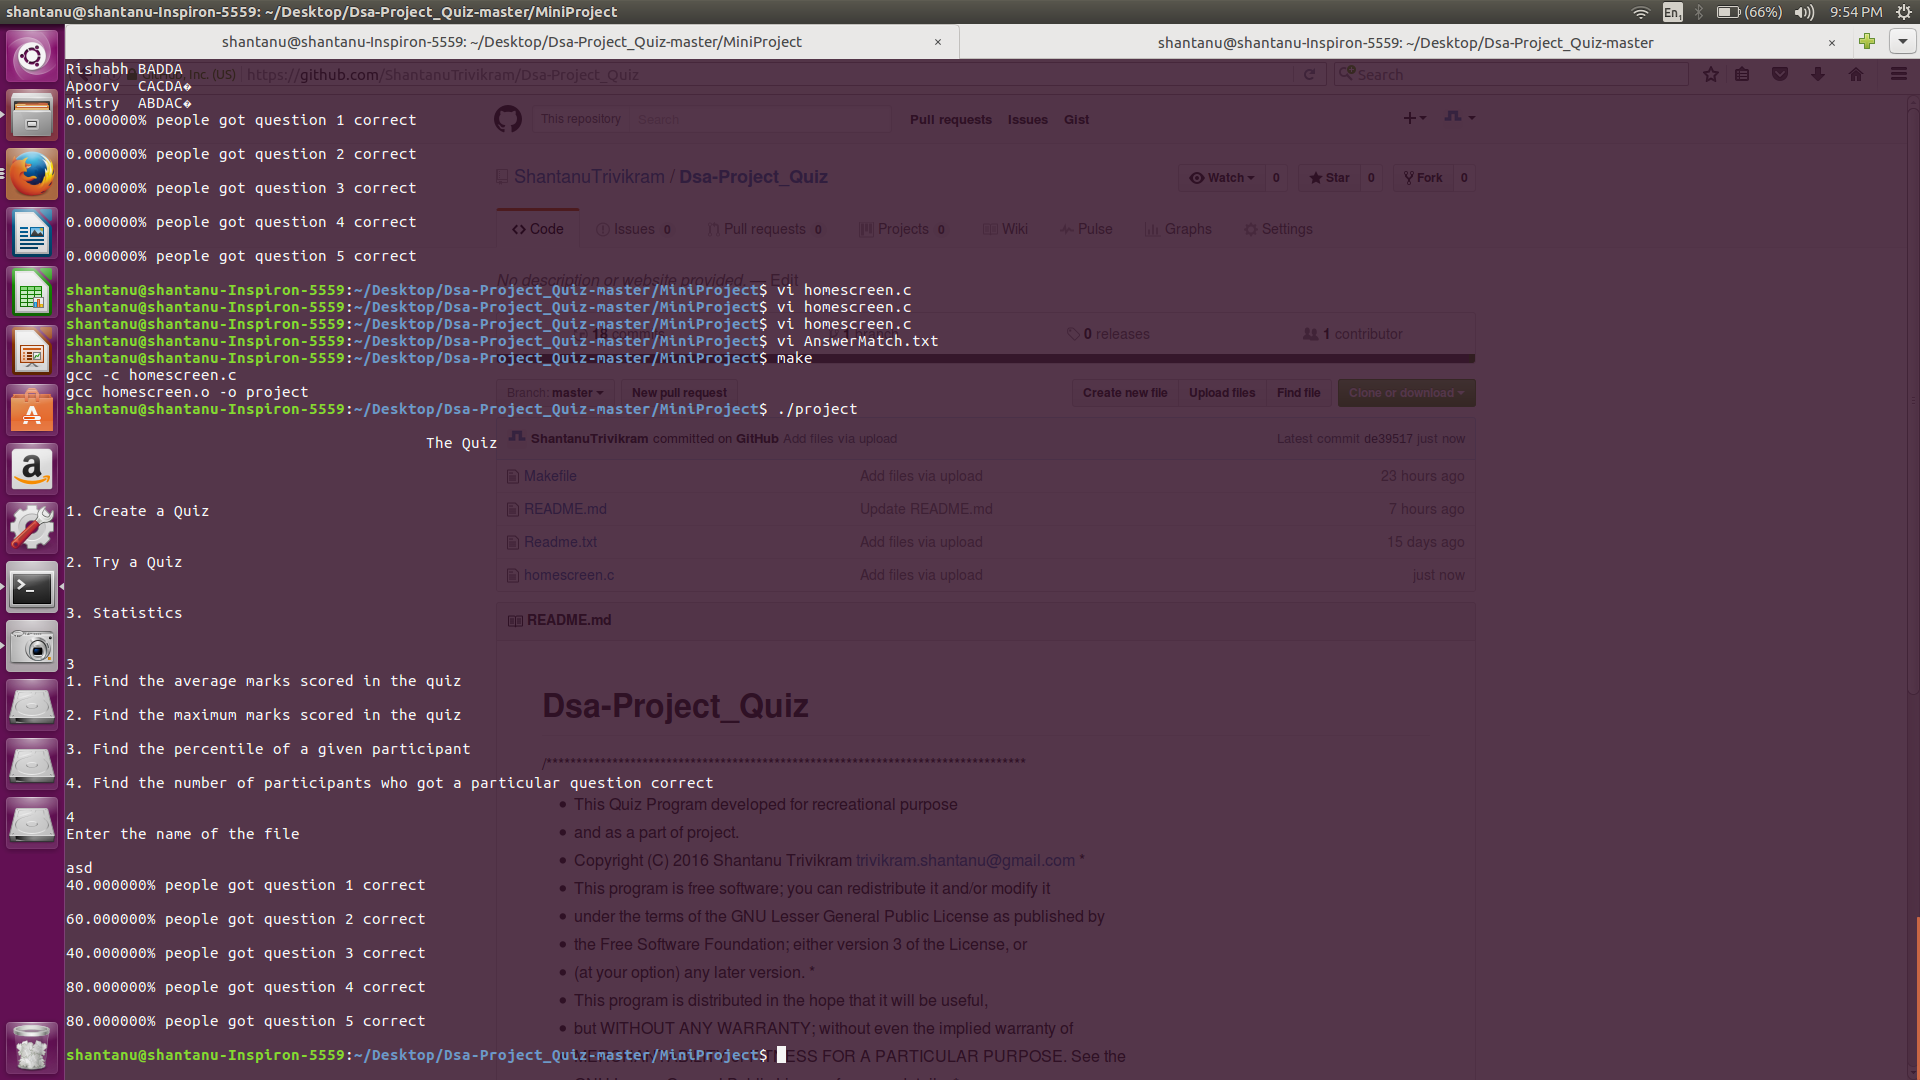 shantanu@shantanu-Inspiron-5559: ~/Desktop/Dsa-Project_Quiz-master/MiniProject
En1 (66%) 9:54 PM
shantanu@shantanu-Inspiron-5559: ~/Desktop/Dsa-Project_Quiz-master/MiniProject ×
shantanu@shantanu-Inspiron-5559: ~/Desktop/Dsa-Project_Quiz-master ×
Rishabh BADDA
Inc. (US) https://github.com/ShantanuTrivikram/Dsa-Project_Quiz
Search
Apoorv CACDA�
Mistry ABDAC�
0.000000% people got question 1 correct
This repository Search Pull requests Issues Gist
0.000000% people got question 2 correct
ShantanuTrivikram / Dsa-Project_Quiz
Watch 0 Star 0 Fork 0
0.000000% people got question 3 correct
0.000000% people got question 4 correct
Code Issues 0 Pull requests 0 Projects 0 Wiki Pulse Graphs Settings
0.000000% people got question 5 correct
No description or website provided. — Edit
shantanu@shantanu-Inspiron-5559:~/Desktop/Dsa-Project_Quiz-master/MiniProject$ vi homescreen.c
shantanu@shantanu-Inspiron-5559:~/Desktop/Dsa-Project_Quiz-master/MiniProject$ vi homescreen.c
shantanu@shantanu-Inspiron-5559:~/Desktop/Dsa-Project_Quiz-master/MiniProject$ vi homescreen.c
0 releases 1 contributor
shantanu@shantanu-Inspiron-5559:~/Desktop/Dsa-Project_Quiz-master/MiniProject$ vi AnswerMatch.txt
shantanu@shantanu-Inspiron-5559:~/Desktop/Dsa-Project_Quiz-master/MiniProject$ make
gcc -c homescreen.c
gcc homescreen.o -o project
Branch: master New pull request Create new file Upload files Find file Clone or download
shantanu@shantanu-Inspiron-5559:~/Desktop/Dsa-Project_Quiz-master/MiniProject$ ./project
The Quiz
ShantanuTrivikram committed on GitHub Add files via upload Latest commit de39517 just now
Makefile Add files via upload 23 hours ago
README.md Update README.md 7 hours ago
Readme.txt Add files via upload 15 days ago
homescreen.c Add files via upload just now
1. Create a Quiz
2. Try a Quiz
3. Statistics
README.md
3
1. Find the average marks scored in the quiz
2. Find the maximum marks scored in the quiz
3. Find the percentile of a given participant
4. Find the number of participants who got a particular question correct
4
Enter the name of the file
asd
40.000000% people got question 1 correct
60.000000% people got question 2 correct
40.000000% people got question 3 correct
80.000000% people got question 4 correct
80.000000% people got question 5 correct
shantanu@shantanu-Inspiron-5559:~/Desktop/Dsa-Project_Quiz-master/MiniProject$
Dsa-Project_Quiz
/********************************************************************************
This Quiz Program developed for recreational purpose
and as a part of project.
Copyright (C) 2016 Shantanu Trivikram trivikram.shantanu@gmail.com *
This program is free software; you can redistribute it and/or modify it
under the terms of the GNU Lesser General Public License as published by
the Free Software Foundation; either version 3 of the License, or
(at your option) any later version. *
This program is distributed in the hope that it will be useful,
but WITHOUT ANY WARRANTY; without even the implied warranty of
FOR A PARTICULAR PURPOSE. See the